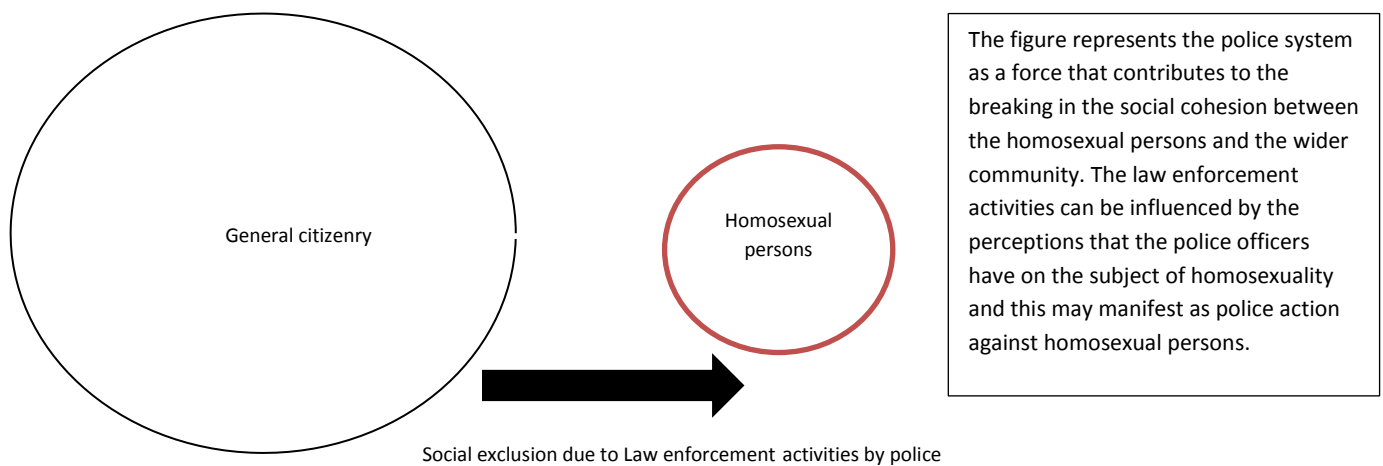 General citizenry
Homosexual
persons
The figure represents the police system
as a force that contributes to the
breaking in the social cohesion between
the homosexual persons and the wider
community. The law enforcement
activities can be influenced by the
perceptions that the police officers
have on the subject of homosexuality
and this may manifest as police action
against homosexual persons.
Social exclusion due to Law enforcement activities by police